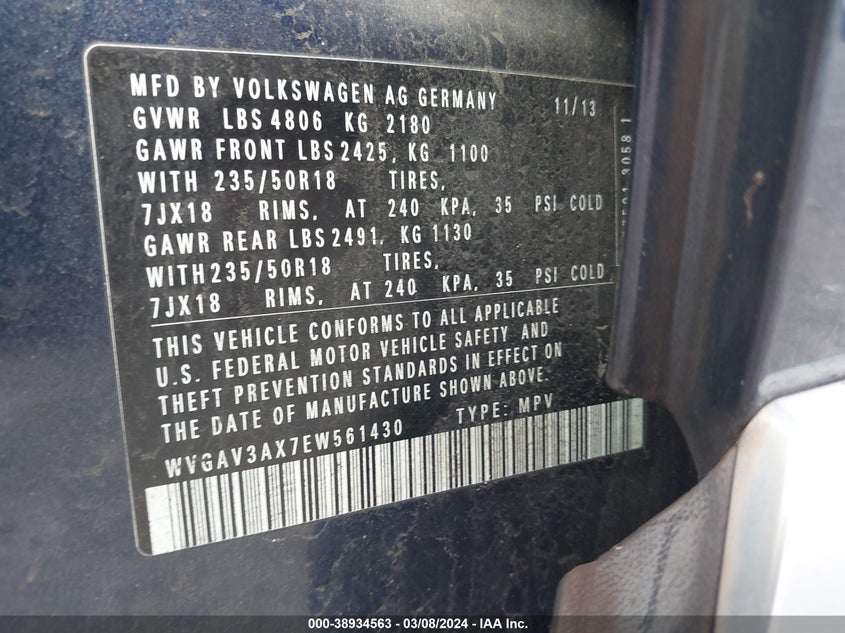 MFD BY VOLKSWAGEN AG GERMANY 11/13
GVWR LBS 4806 KG 2180
GAWR FRONT LBS 2425, KG 1100
WITH 235/50R18 TIRES,
7JX18 RIMS, AT 240 KPA, 35 PSI COLD
GAWR REAR LBS 2491, KG 1130
WITH 235/50R18 TIRES,
7JX18 RIMS, AT 240 KPA, 35 PSI COLD
THIS VEHICLE CONFORMS TO ALL APPLICABLE
U.S. FEDERAL MOTOR VEHICLE SAFETY AND
THEFT PREVENTION STANDARDS IN EFFECT ON
THE DATE OF MANUFACTURE SHOWN ABOVE.
WVGAV3AX7EW561430 TYPE: MPV
000-38934563 - 03/08/2024 - IAA Inc.